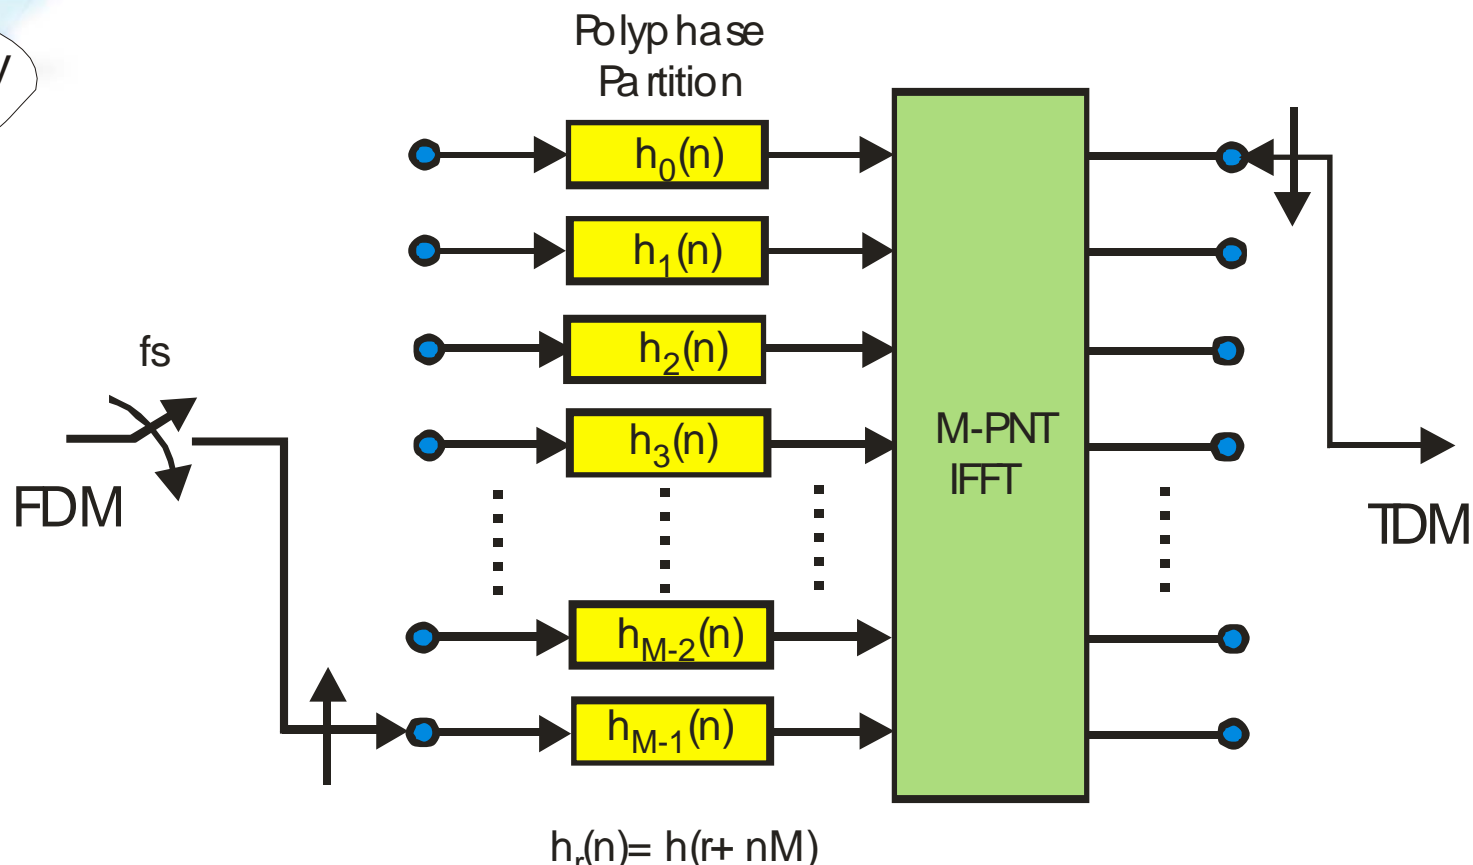 Polyphase
Partition
h0(n)
h1(n)
h2(n)
fs
h3(n)
M-PNT
IFFT
FDM
TDM
hM-2(n)
hM-1(n)
hr(n)= h(r+ nM)